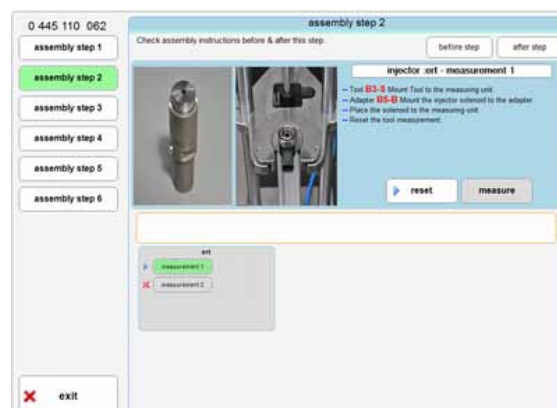 0 445 110 062
assembly step 1
assembly step 2
assembly step 3
assembly step 4
assembly step 5
assembly step 6
exit
assembly step 2
Check assembly instructions before & after this step.
before step
after step
injector :ert - measurement 1
Tool B3-S Mount Tool to the measuring unit.
Adapter B5-B Mount the injector solenoid to the adapter.
Place the solenoid to the measuring unit.
Reset the tool measurement.
reset
measure
ert
measurement 1
measurement 2